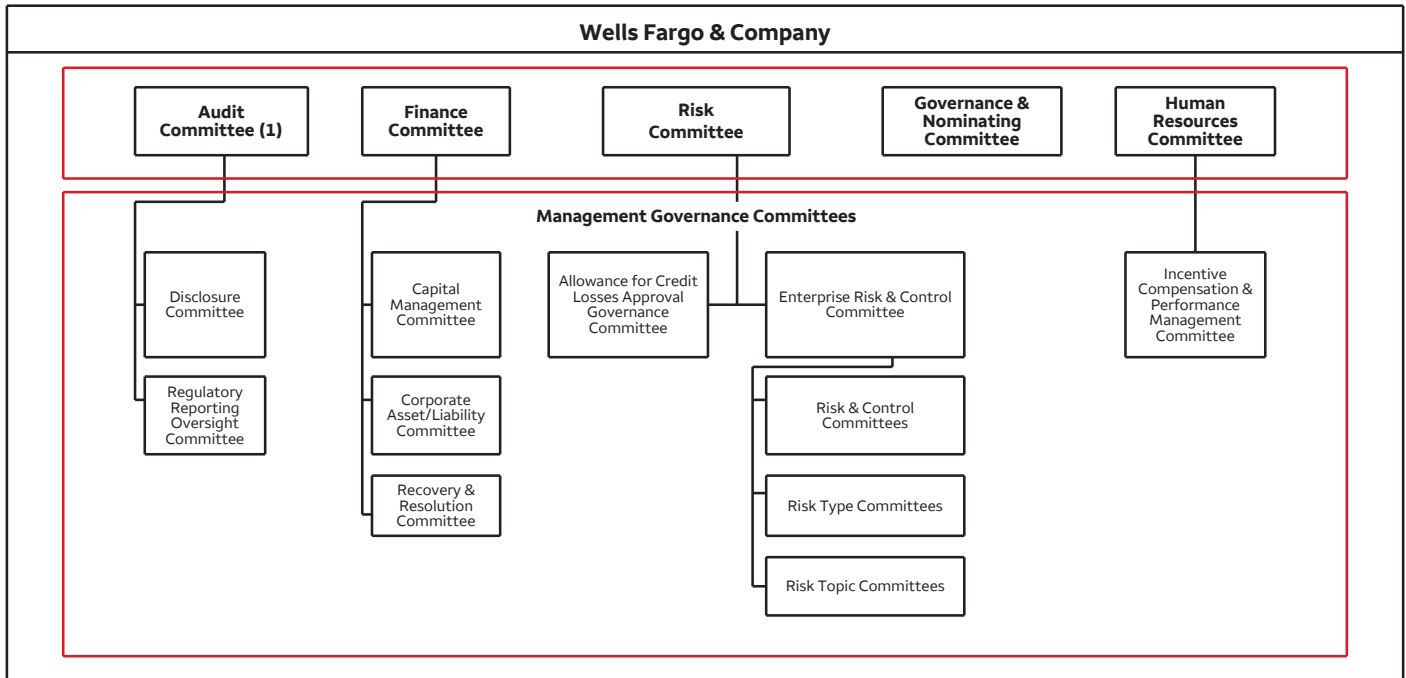 Wells Fargo & Company
Audit
Committee (1)
Finance
Committee
Risk
Committee
Governance &
Nominating
Committee
Human
Resources
Committee
Management Governance Committees
Disclosure
Committee
Capital
Management
Committee
Allowance for Credit
Losses Approval
Governance
Committee
Enterprise Risk & Control
Committee
Incentive
Compensation &
Performance
Management
Committee
Regulatory
Reporting
Oversight
Committee
Corporate
Asset/Liability
Committee
Risk & Control
Committees
Recovery &
Resolution
Committee
Risk Type Committees
Risk Topic Committees